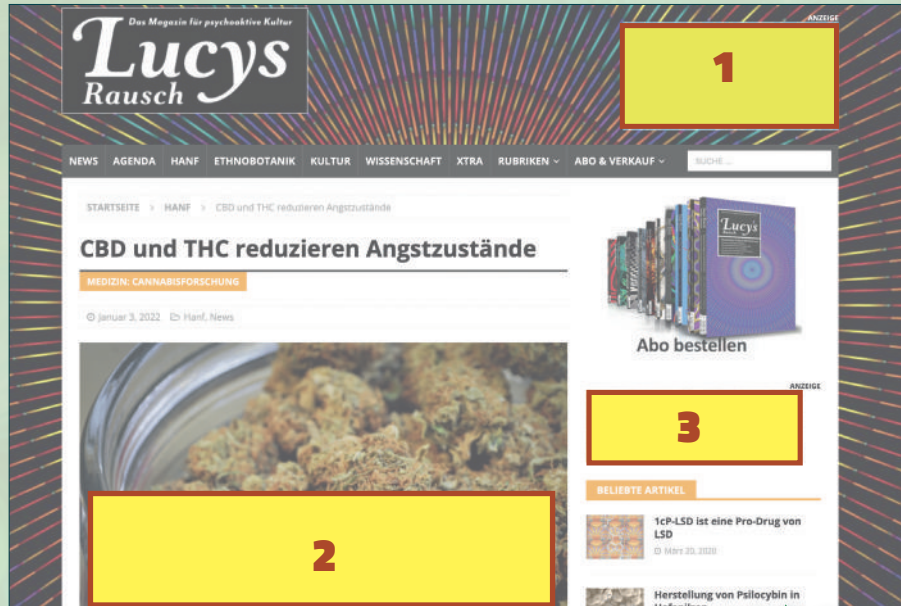 Das Magazin für psychoaktive Kultur
Lucys
Rausch
ANZEIGE
1
NEWS AGENDA HANF ETHNOBOTANIK KULTUR WISSENSCHAFT XTRA RUBRIKEN ABO & VERKAUF SUCHE ...
STARTSEITE > HANF > CBD und THC reduzieren Angstzustände
CBD und THC reduzieren Angstzustände
MEDIZIN: CANNABISFORSCHUNG
Januar 3, 2022 Hanf, News
2
Lucys
Abo bestellen
ANZEIGE
3
BELIEBTE ARTIKEL
1cP-LSD ist eine Pro-Drug von
LSD
März 20, 2020
Herstellung von Psilocybin in